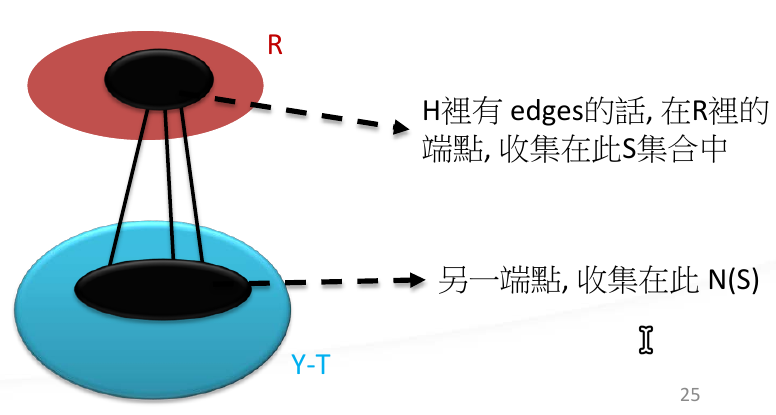 R
H裡有 edges的話, 在R裡的
端點, 收集在此S集合中
另一端點, 收集在此 N(S)
Y-T
25